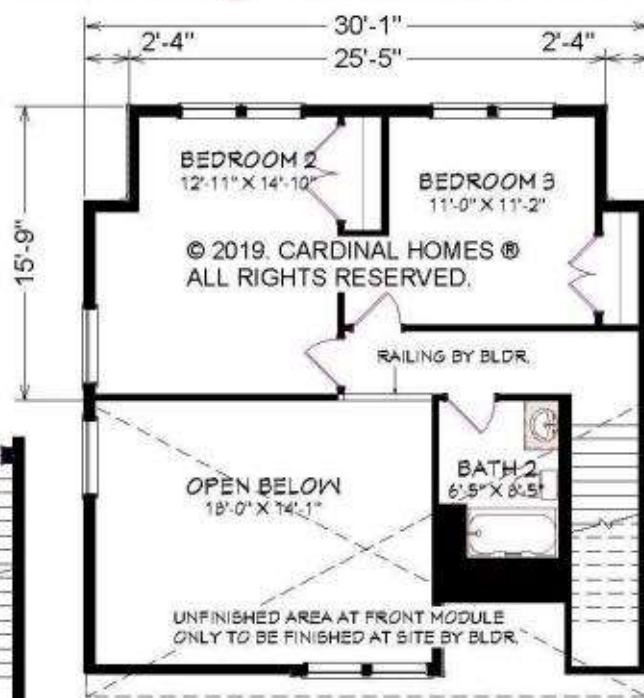 30'-1"
2'-4" 25'-5" 2'-4"
15'-9"
BEDROOM 2
12'-11" X 14'-10"
BEDROOM 3
11'-0" X 11'-2"
© 2019. CARDINAL HOMES ®
ALL RIGHTS RESERVED.
RAILING BY BLDR.
OPEN BELOW
X 14'-1"
BATH 2
6'-5" X
UNFINISHED AREA AT FRONT MODULE
ONLY TO BE FINISHED AT SITE BY BLDR.